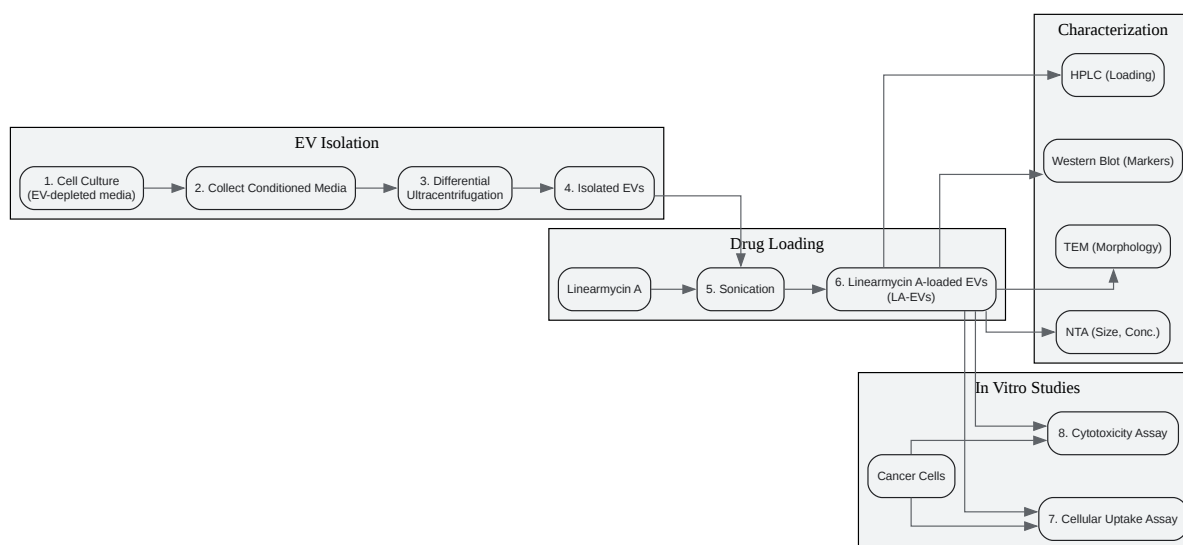 Characterization
HPLC (Loading)
Western Blot (Markers)
TEM (Morphology)
NTA (Size, Conc.)
EV Isolation
1. Cell Culture
(EV-depleted media)
2. Collect Conditioned Media
3. Differential
Ultracentrifugation
4. Isolated EVs
Drug Loading
Linearmycin A
5. Sonication
6. Linearmycin A-loaded EVs
(LA-EVs)
In Vitro Studies
8. Cytotoxicity Assay
Cancer Cells
7. Cellular Uptake Assay